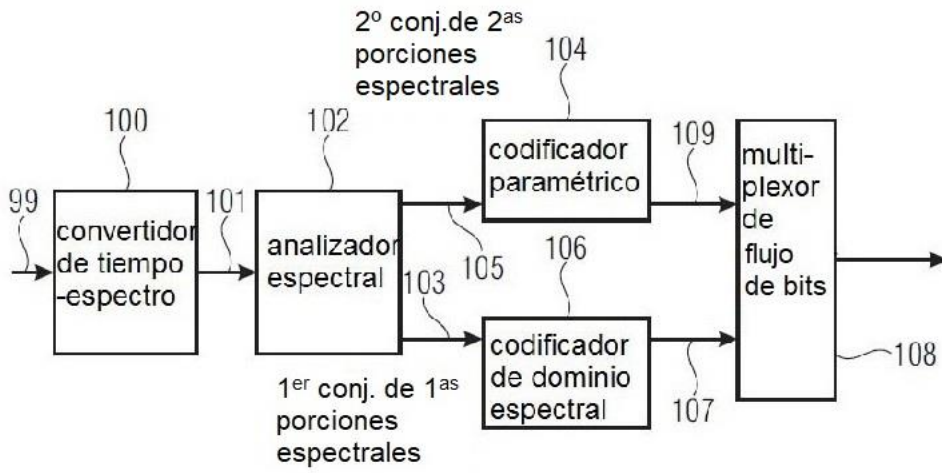 2º conj.de 2as
porciones
espectrales
104
100
102
codificador
paramétrico
109
multi-
plexor
de
flujo
de bits
99
convertidor
de tiempo
-espectro
101
analizador
espectral
105
103
106
codificador
de dominio
espectral
107
108
1er conj. de 1as
porciones
espectrales